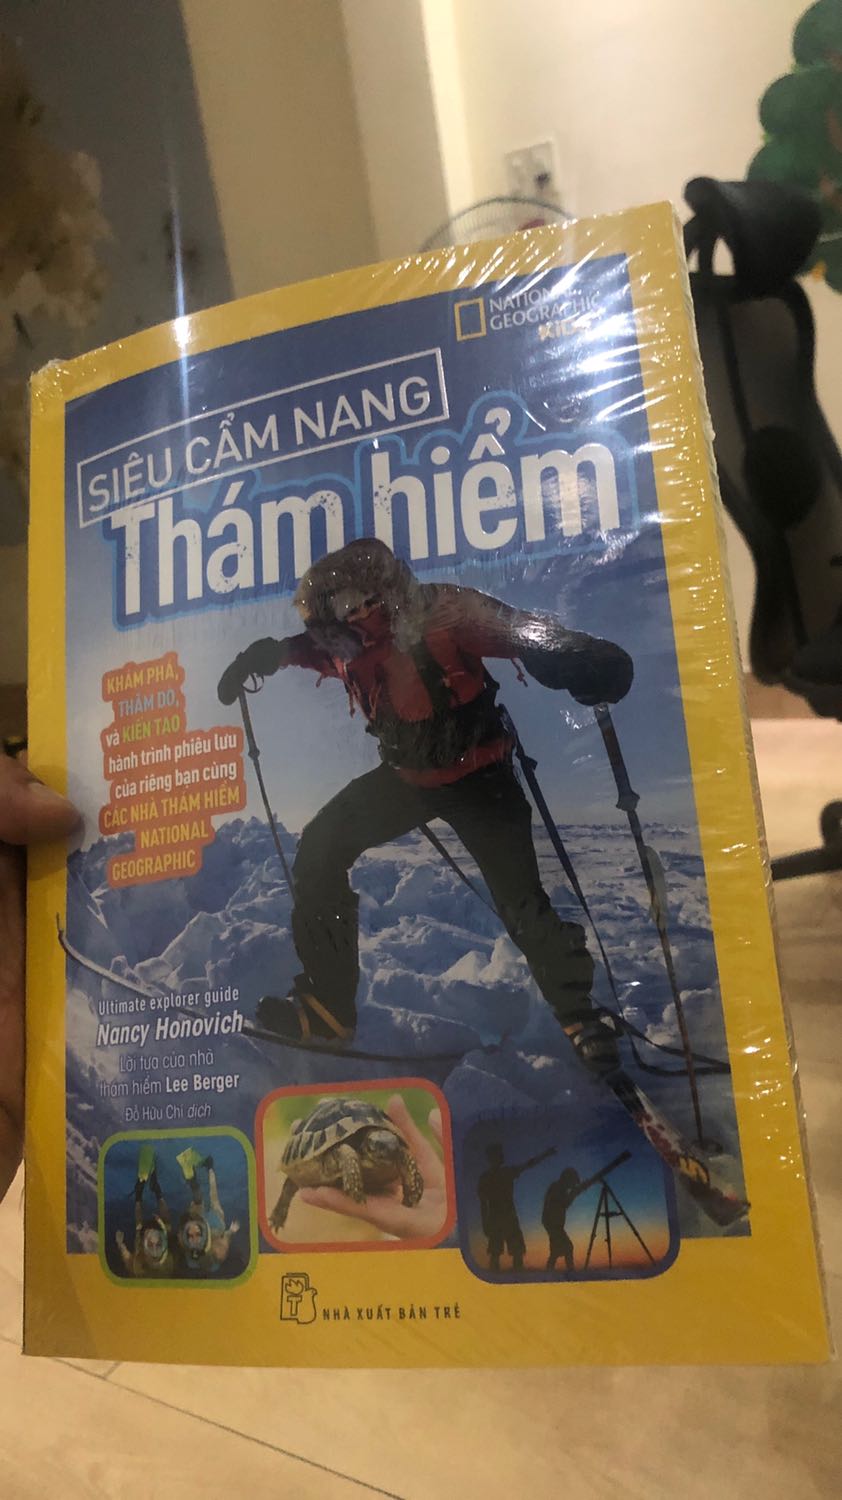 NATIONAL
GEOGRAPHIC
KIDS
SIÊU CẨM NANG
Thám hiểm
KHÁM PHÁ,
THĂM DÒ,
và KIẾN TẠO
hành trình phiêu lưu
của riêng bạn cùng
CÁC NHÀ THÁM HIỂM
NATIONAL
GEOGRAPHIC
Ultimate explorer guide
Nancy Honovich
Lời tựa của nhà
thám hiểm Lee Berger
Đỗ Hữu Chí dịch
T
NHÀ XUẤT BẢN TRẺ